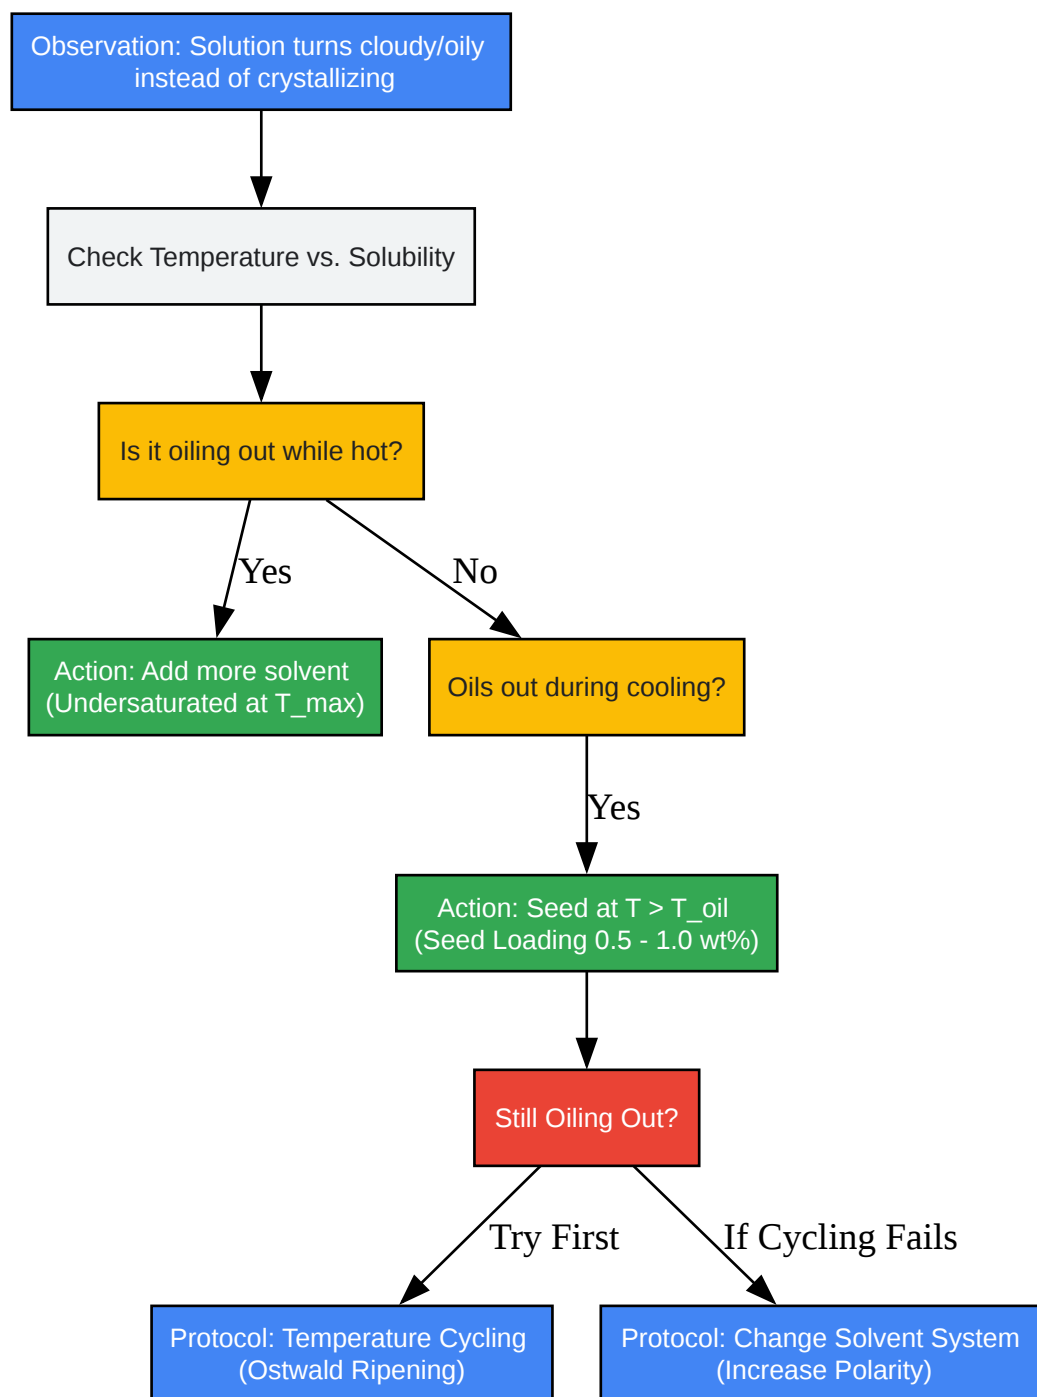 Observation: Solution turns cloudy/oily
instead of crystallizing
Check Temperature vs. Solubility
Is it oiling out while hot?
Yes
No
Action: Add more solvent
(Undersaturated at T_max)
Oils out during cooling?
Yes
Action: Seed at T > T_oil
(Seed Loading 0.5 - 1.0 wt%)
Still Oiling Out?
Try First
If Cycling Fails
Protocol: Temperature Cycling
(Ostwald Ripening)
Protocol: Change Solvent System
(Increase Polarity)